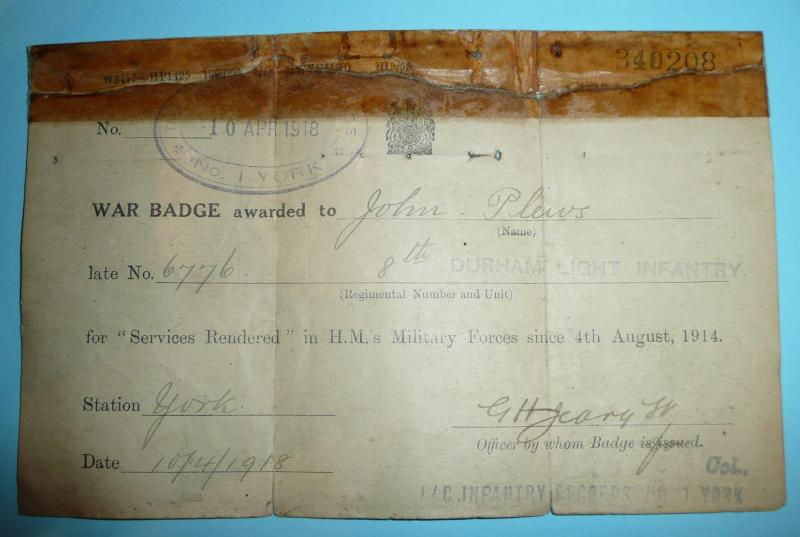 W3476—HP1425
340208
No.
10 APR 1918
No. 1 YORK
WAR BADGE awarded to John Plews
(Name)
late No. 6776 8th DURHAM LIGHT INFANTRY.
(Regimental Number and Unit)
for "Services Rendered" in H.M.'s Military Forces since 4th August, 1914.
Station York
Officer by whom Badge is issued.
Date 10/4/1918
Col.,
I/C. INFANTRY RECORDS NO. 1 YORK